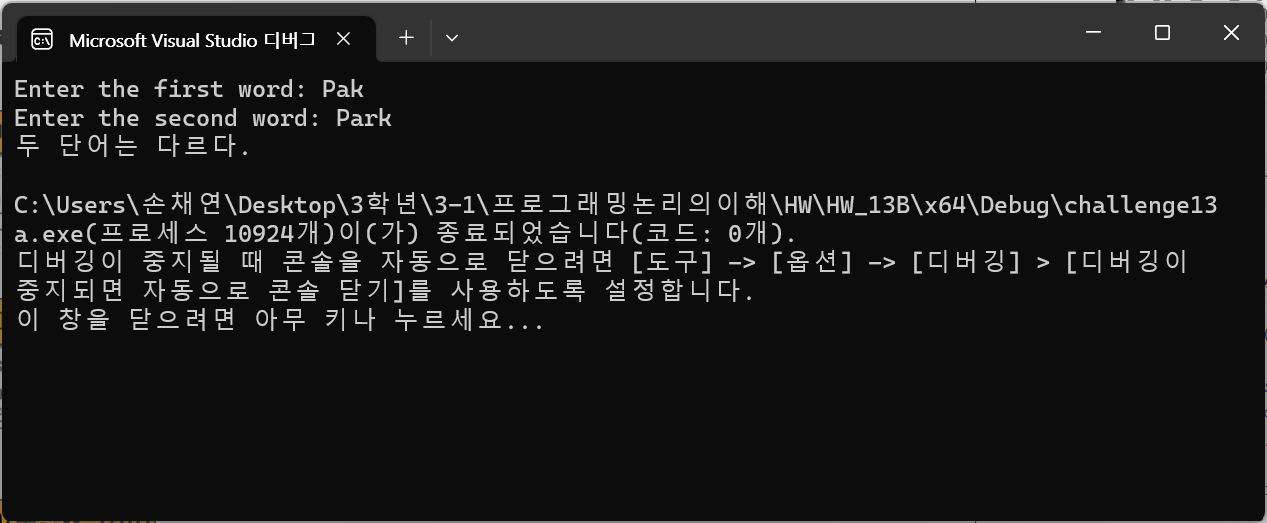 Microsoft Visual Studio 디버그
Enter the first word: Pak
Enter the second word: Park
두 단어는 다르다.
C:\Users\손채연\Desktop\3학년\3-1\프로그래밍논리의이해\HW\HW_13B\x64\Debug\challenge13
a.exe(프로세스 10924개)이(가) 종료되었습니다(코드: 0개).
디버깅이 중지될 때 콘솔을 자동으로 닫으려면 [도구] -> [옵션] -> [디버깅] > [디버깅이
중지되면 자동으로 콘솔 닫기]를 사용하도록 설정합니다.
이 창을 닫으려면 아무 키나 누르세요...